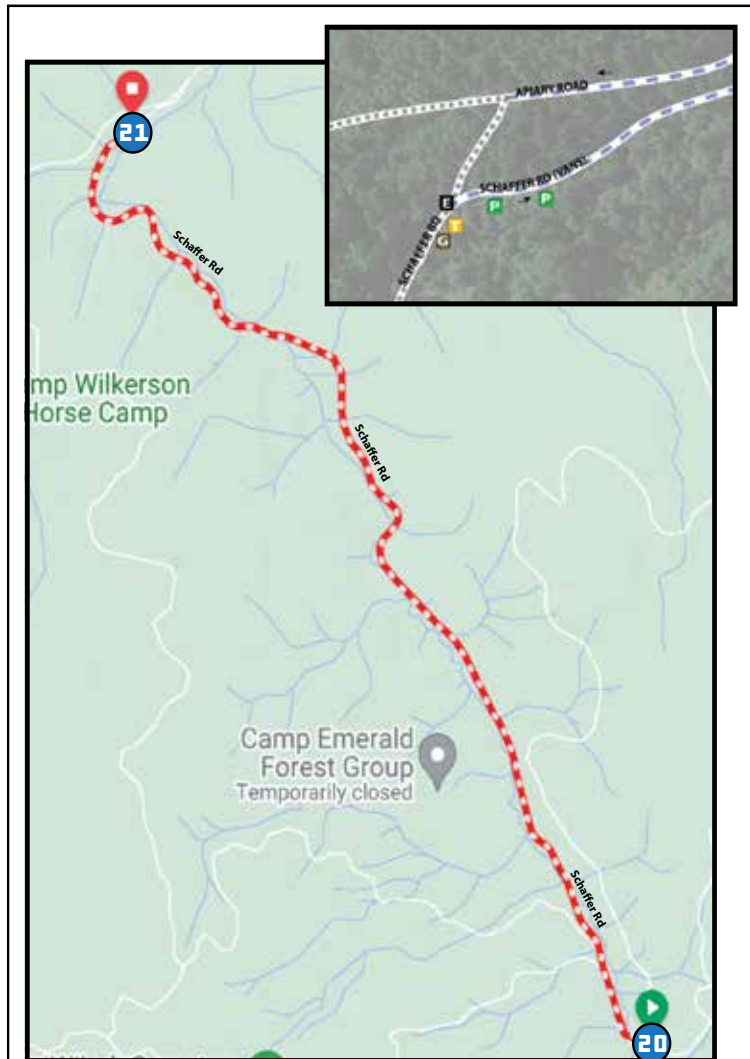 APIARY ROAD
SCHAFFER RD (VANS)
E
P
P
T
G
SCHAFFER RD
21
Schaffer Rd
mp Wilkerson
Horse Camp
Schaffer Rd
Camp Emerald
Forest Group
Temporarily closed
Schaffer Rd
20